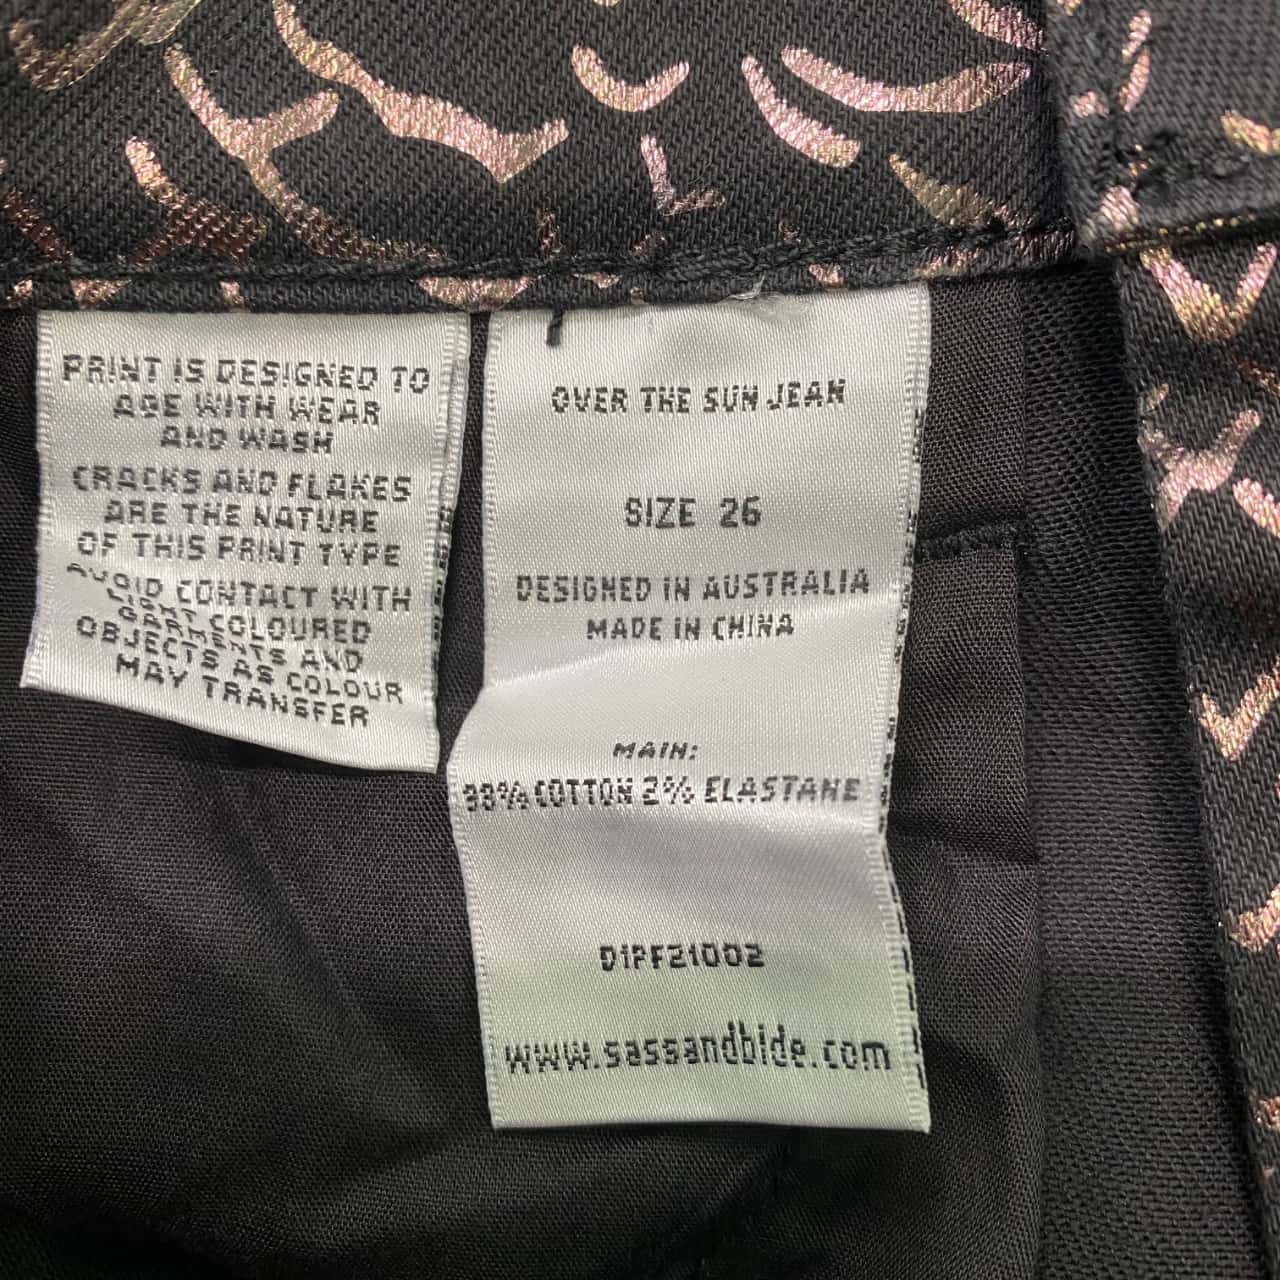 PRINT IS DESIGNED TO
AGE WITH WEAR
AND WASH
CRACKS AND FLAKES
ARE THE NATURE
OF THIS PRINT TYPE
AVOID CONTACT WITH
LIGHT COLOURED
GARMENTS AND
OBJECTS AS COLOUR
MAY TRANSFER
OVER THE SUN JEAN
SIZE 26
DESIGNED IN AUSTRALIA
MADE IN CHINA
MAIN:
98% COTTON 2% ELASTANE
D1PF21002
www.sassandbide.com